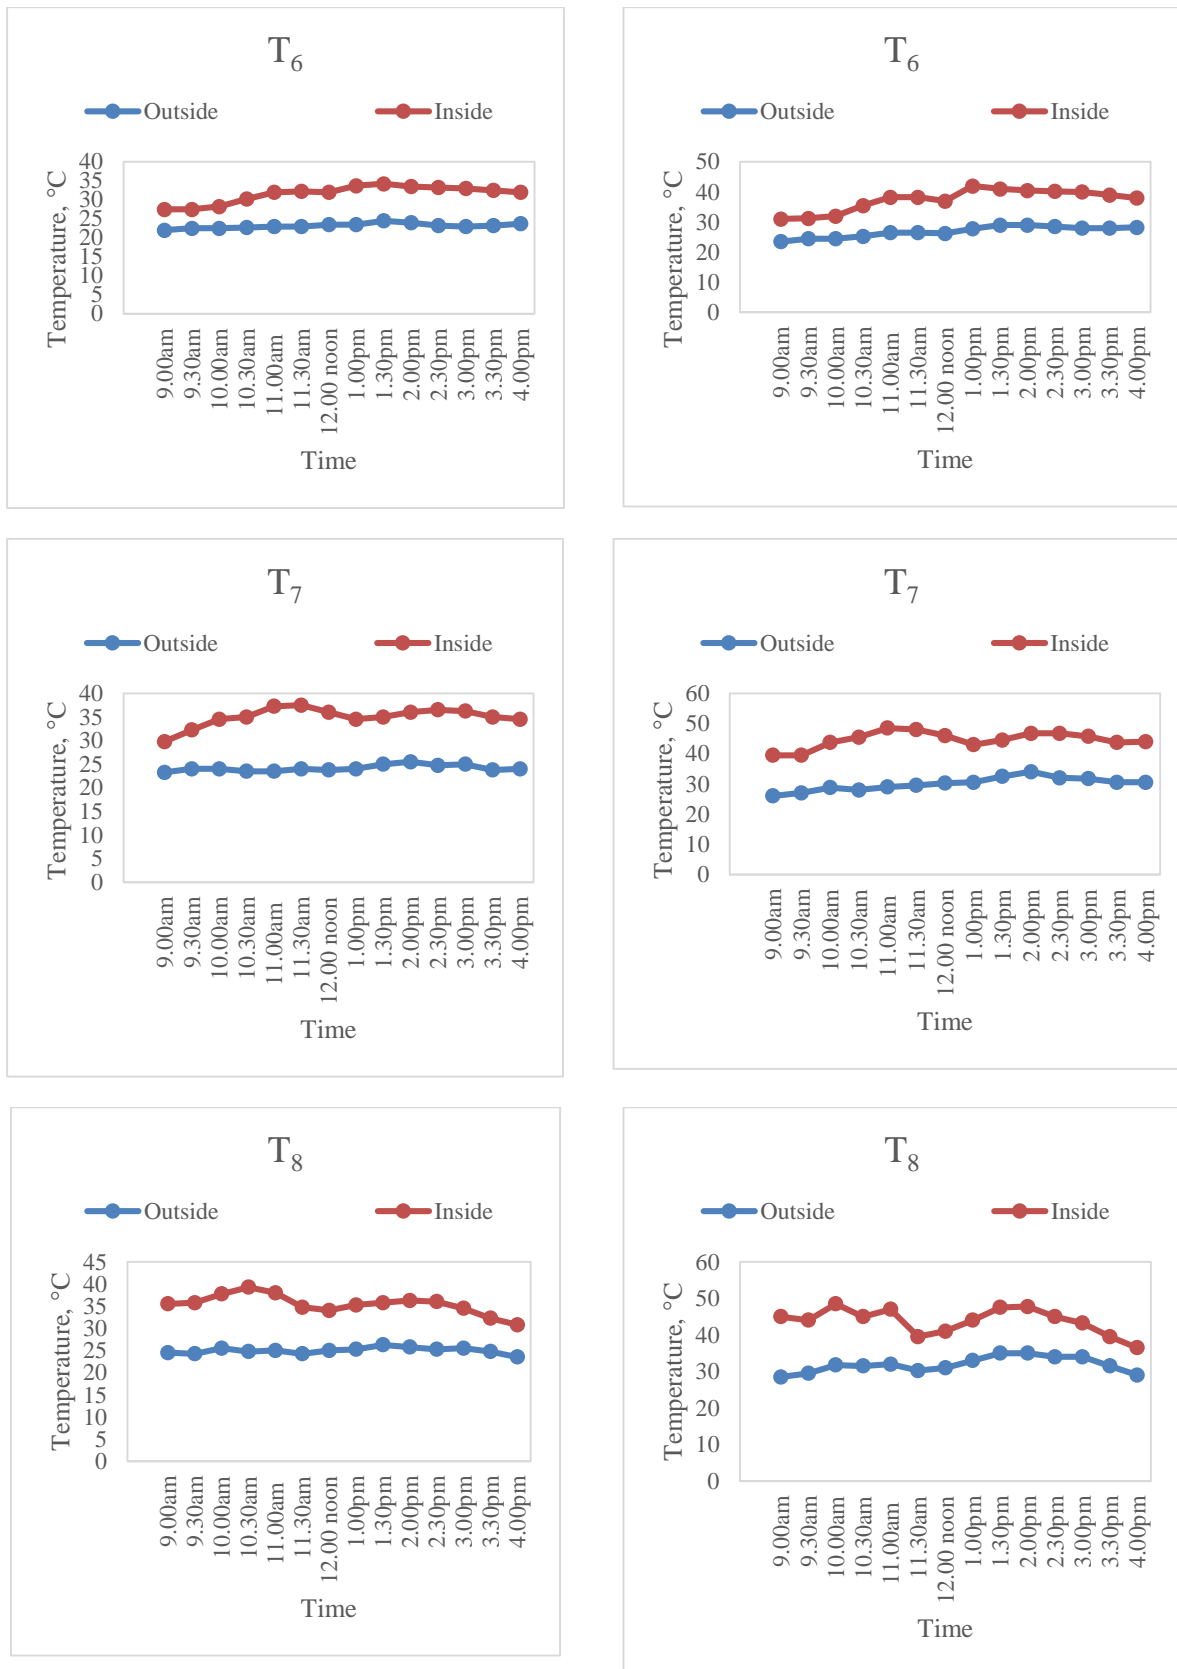 T6
Outside
Inside
Temperature, °C
40
35
30
25
20
15
10
5
0
9.00am
9.30am
10.00am
10.30am
11.00am
11.30am
12.00 noon
1.00pm
1.30pm
2.00pm
2.30pm
3.00pm
3.30pm
4.00pm
Time
T6
Outside
Inside
Temperature, °C
50
40
30
20
10
0
9.00am
9.30am
10.00am
10.30am
11.00am
11.30am
12.00 noon
1.00pm
1.30pm
2.00pm
2.30pm
3.00pm
3.30pm
4.00pm
Time
T7
Outside
Inside
Temperature, °C
40
35
30
25
20
15
10
5
0
9.00am
9.30am
10.00am
10.30am
11.00am
11.30am
12.00 noon
1.00pm
1.30pm
2.00pm
2.30pm
3.00pm
3.30pm
4.00pm
Time
T7
Outside
Inside
Temperature, °C
60
50
40
30
20
10
0
9.00am
9.30am
10.00am
10.30am
11.00am
11.30am
12.00 noon
1.00pm
1.30pm
2.00pm
2.30pm
3.00pm
3.30pm
4.00pm
Time
T8
Outside
Inside
Temperature, °C
45
40
35
30
25
20
15
10
5
0
9.00am
9.30am
10.00am
10.30am
11.00am
11.30am
12.00 noon
1.00pm
1.30pm
2.00pm
2.30pm
3.00pm
3.30pm
4.00pm
Time
T8
Outside
Inside
Temperature, °C
60
50
40
30
20
10
0
9.00am
9.30am
10.00am
10.30am
11.00am
11.30am
12.00 noon
1.00pm
1.30pm
2.00pm
2.30pm
3.00pm
3.30pm
4.00pm
Time